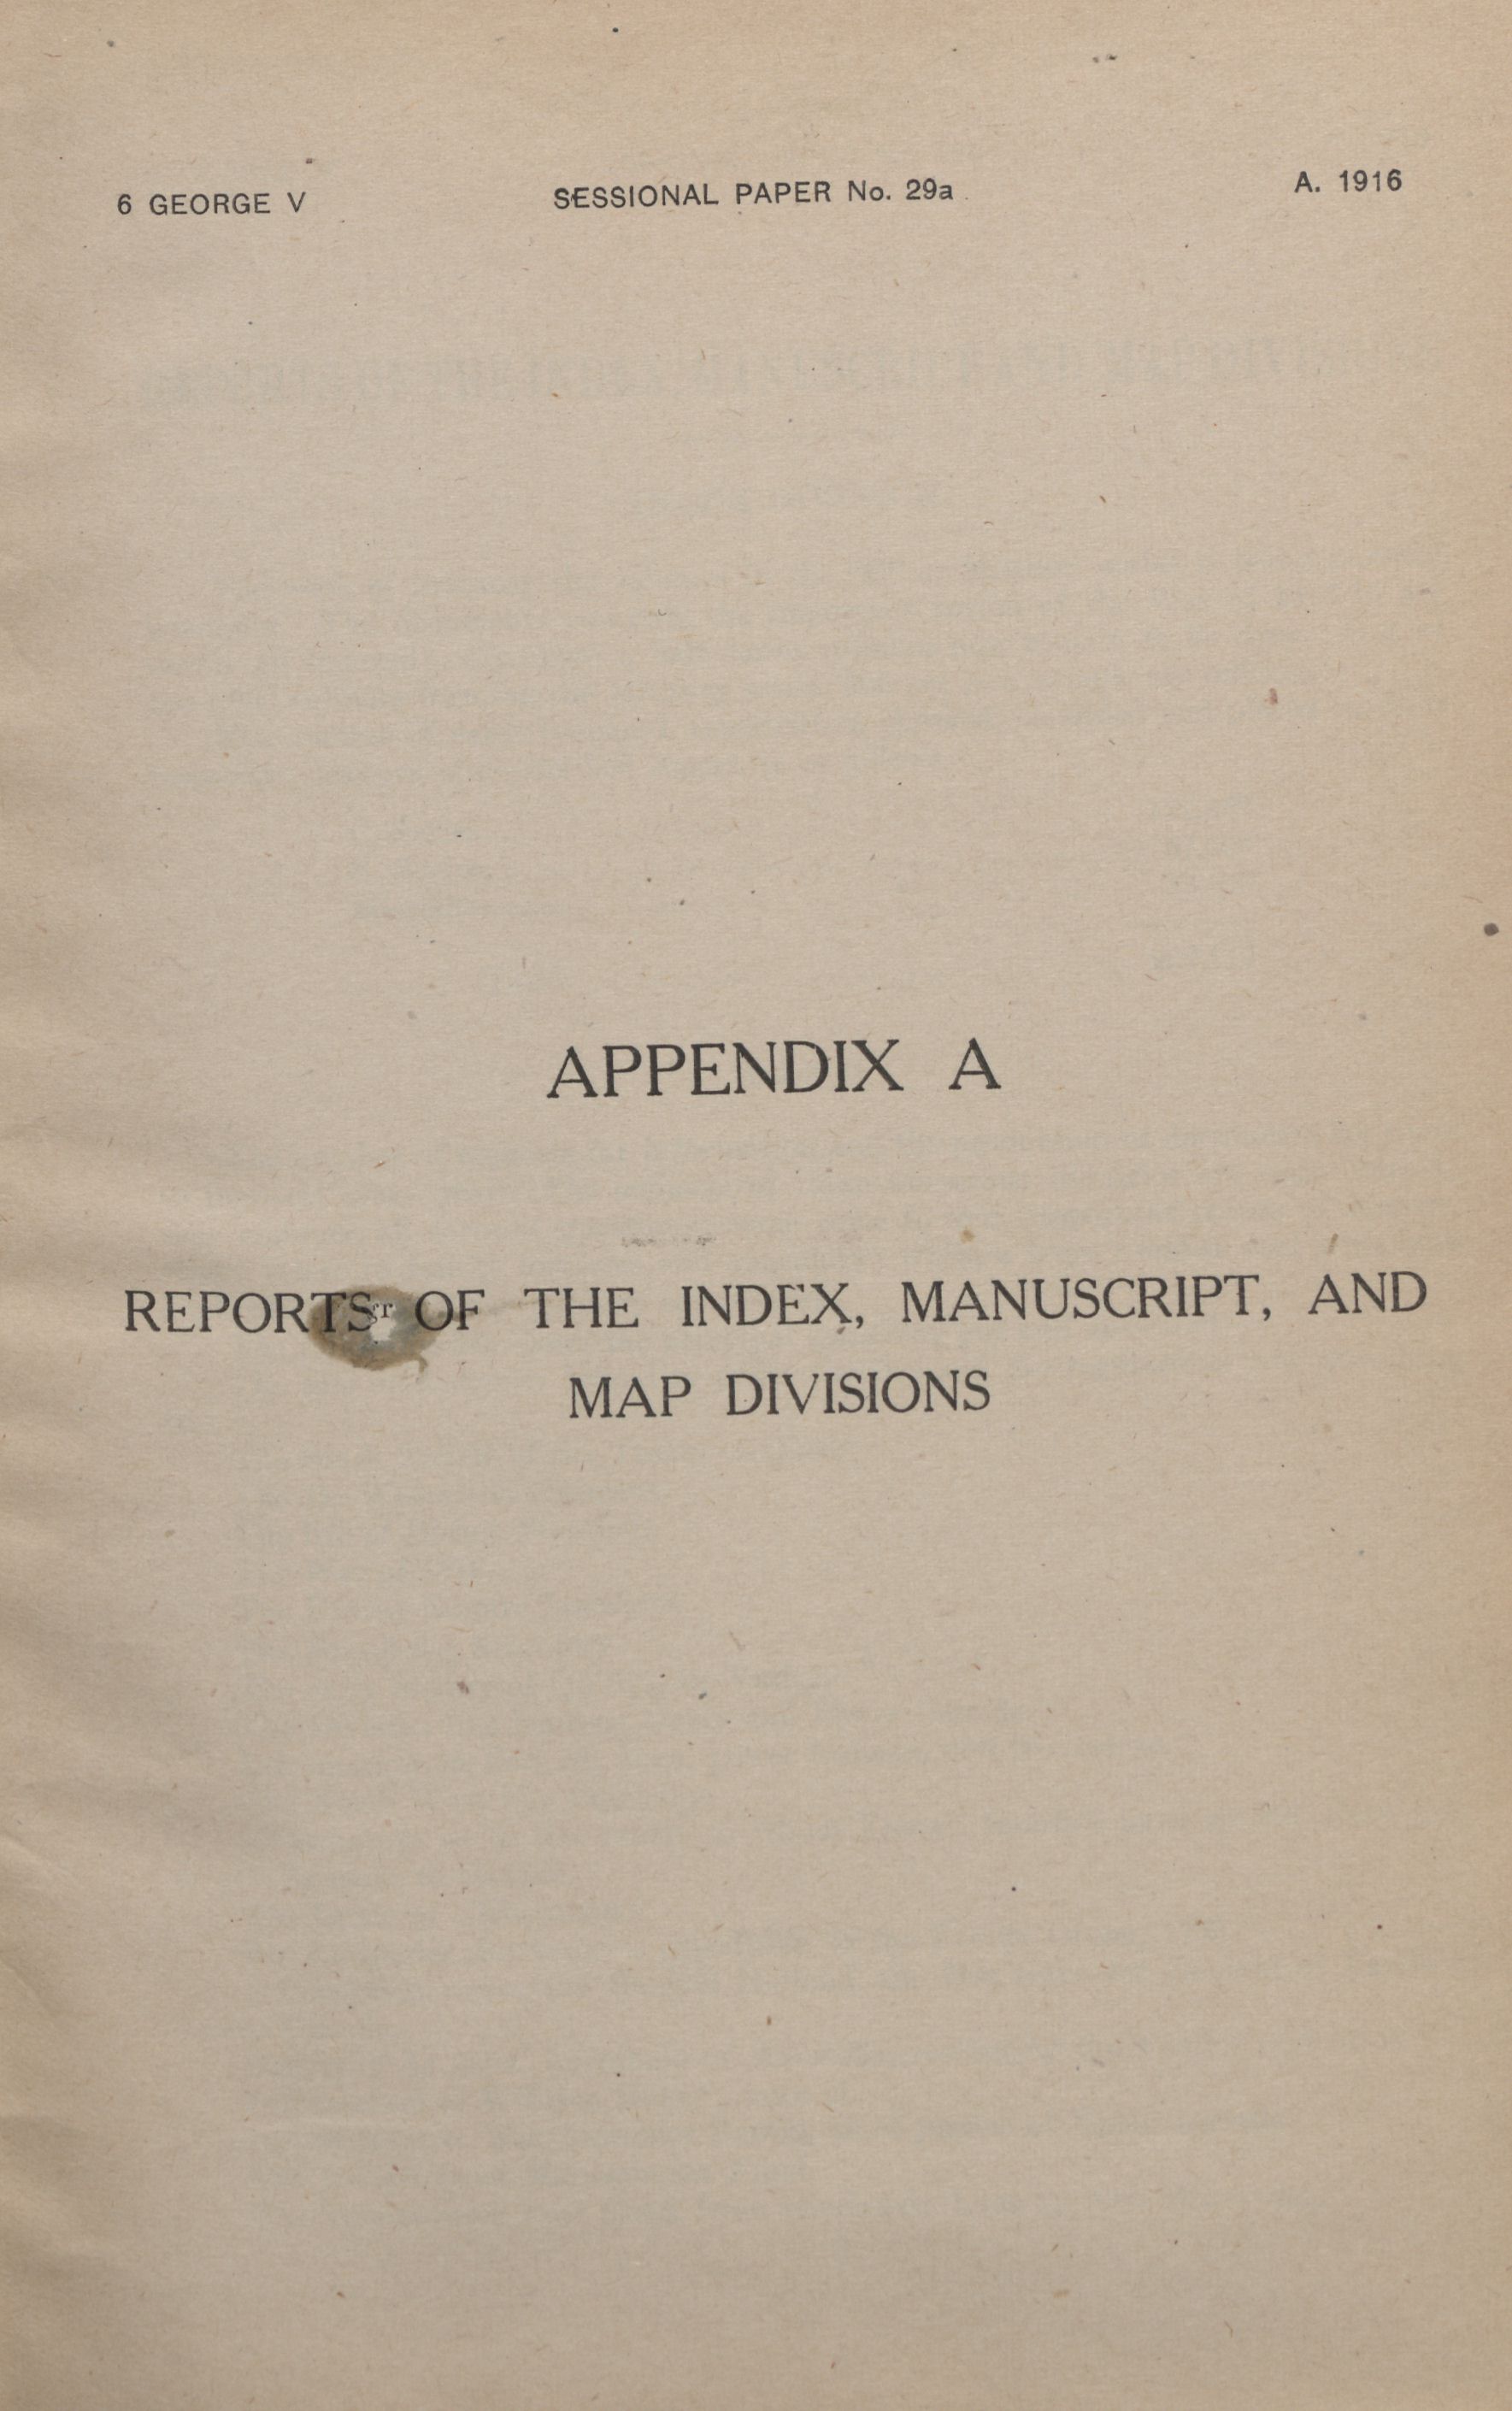 6 GEORGE V SESSIONAL PAPER No. 29a A. 1916
APPENDIX A
REPORTS OF THE INDEX, MANUSCRIPT, AND
MAP DIVISIONS